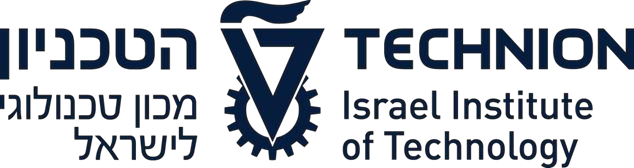 הטכניון
מכון טכנולוגי
לישראל
TECHNION
Israel Institute
of Technology